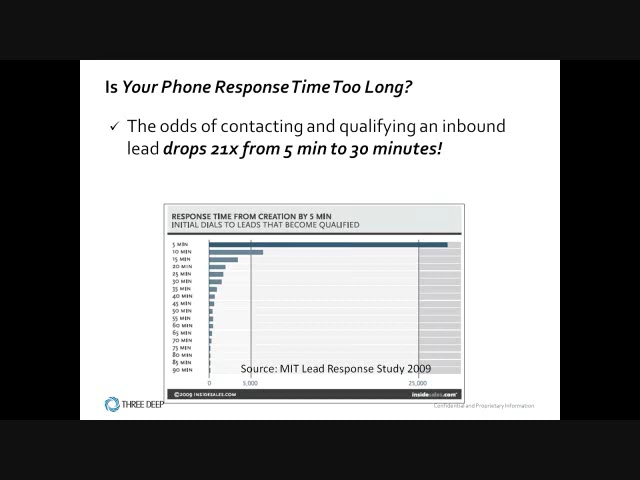 Is Your Phone Response Time Too Long?
✓ The odds of contacting and qualifying an inbound
lead drops 21x from 5 min to 30 minutes!
RESPONSE TIME FROM CREATION BY 5 MIN
INITIAL DIALS TO LEADS THAT BECOME QUALIFIED
5 MIN
10 MIN
15 MIN
20 MIN
25 MIN
30 MIN
35 MIN
40 MIN
45 MIN
50 MIN
55 MIN
60 MIN
65 MIN
70 MIN
75 MIN
80 MIN
85 MIN
90 MIN
Source: MIT Lead Response Study 2009
0 5,000 25,000
©2009 INSIDESALES.COM insidesales.com
THREE DEEP Confidential and Proprietary Information